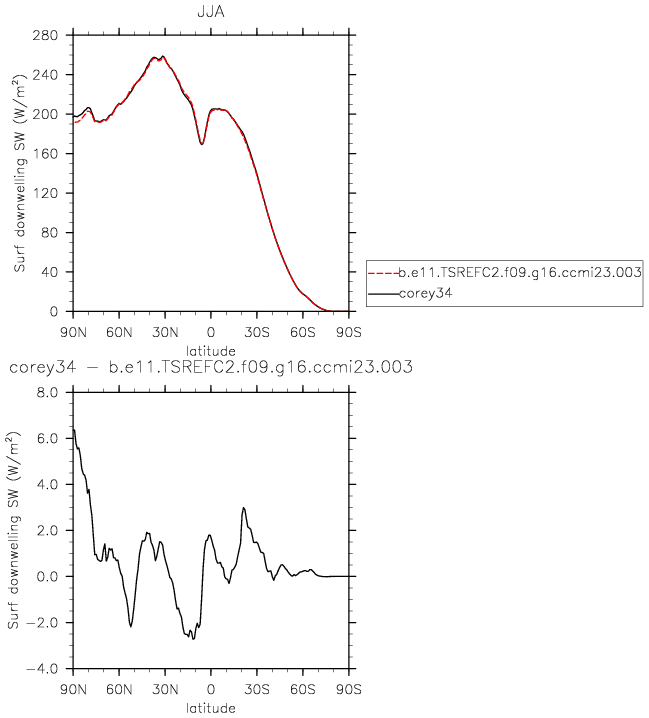 JJA
Surf downwelling SW (W/m²)
280
240
200
160
120
80
40
0
90N 60N 30N 0 30S 60S 90S
latitude
b.e11.TSREFC2.f09.g16.ccmi23.003
corey34
corey34 − b.e11.TSREFC2.f09.g16.ccmi23.003
Surf downwelling SW (W/m²)
8.0
6.0
4.0
2.0
0.0
−2.0
−4.0
90N 60N 30N 0 30S 60S 90S
latitude